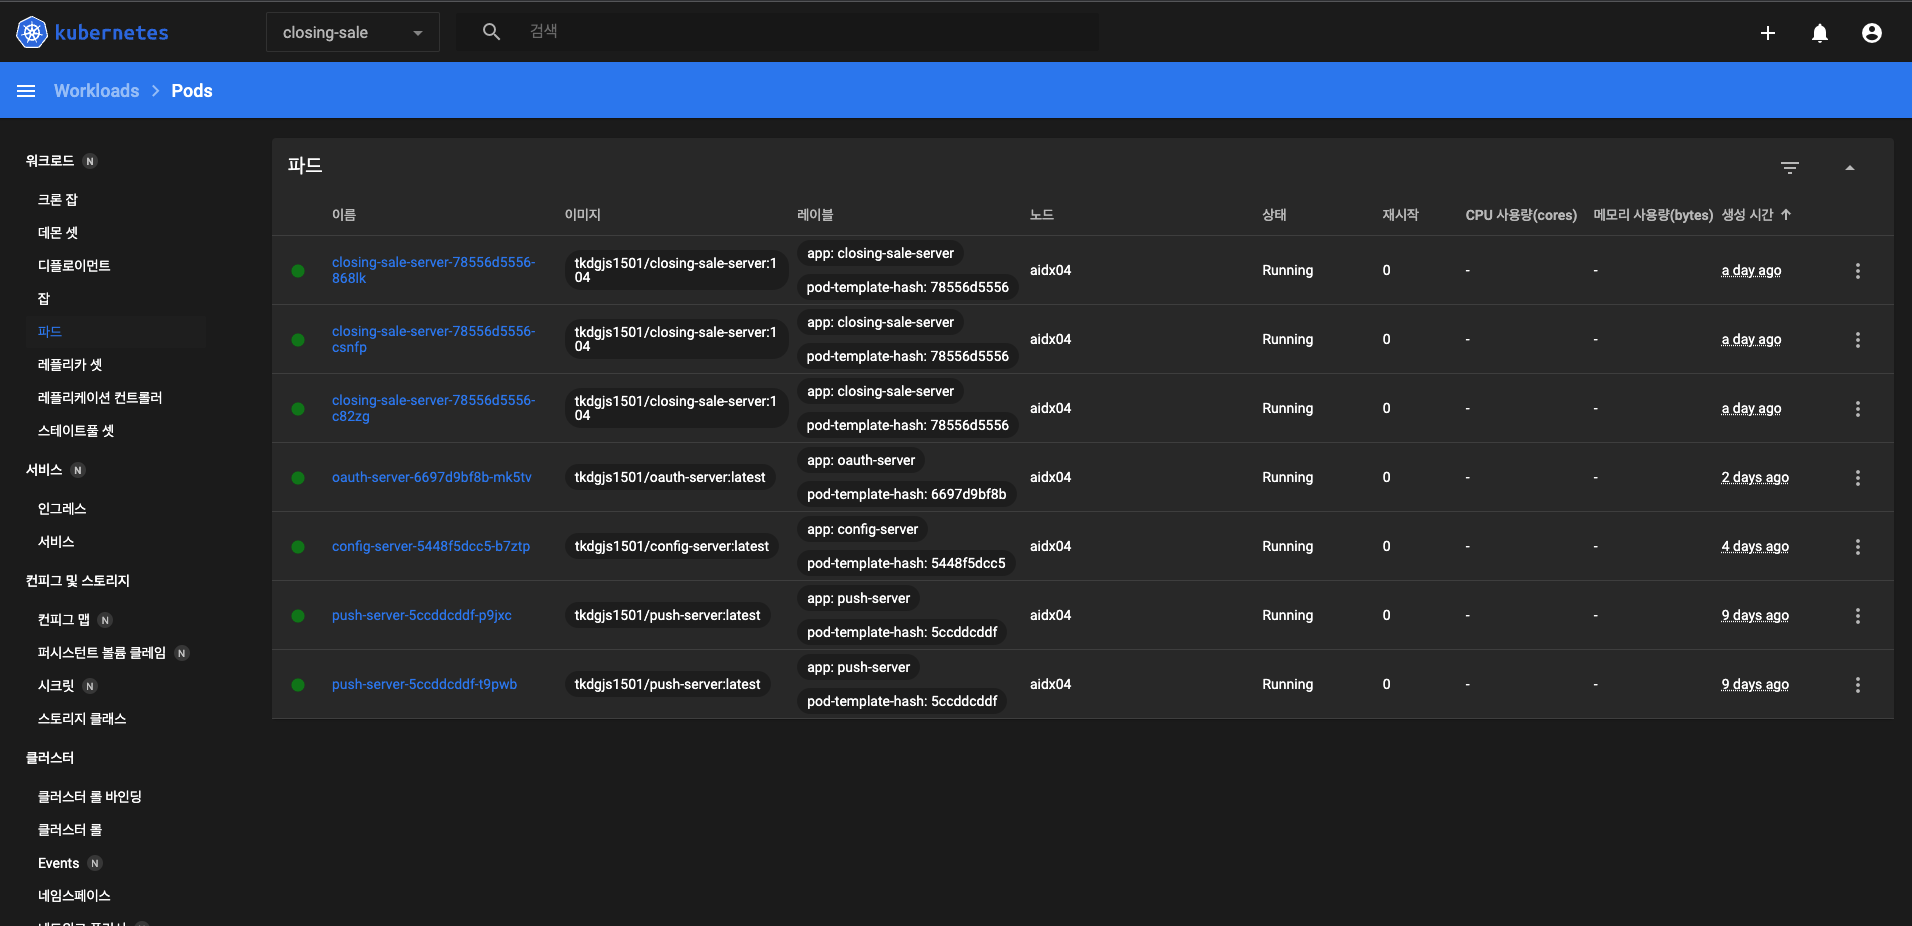 kubernetes
closing-sale
검색
Workloads > Pods
워크로드 N
크론 잡
데몬 셋
디플로이먼트
잡
파드
레플리카 셋
레플리케이션 컨트롤러
스테이트풀 셋
서비스 N
인그레스
서비스
컨피그 및 스토리지
컨피그 맵 N
퍼시스턴트 볼륨 클레임 N
시크릿 N
스토리지 클래스
클러스터
클러스터 롤 바인딩
클러스터 롤
Events N
네임스페이스
파드
이름 이미지 레이블 노드 상태 재시작 CPU 사용량(cores) 메모리 사용량(bytes) 생성 시간
closing-sale-server-78556d5556-
868lk
tkdgjs1501/closing-sale-server:1
04
app: closing-sale-server
pod-template-hash: 78556d5556
aidx04 Running 0 - - a day ago
closing-sale-server-78556d5556-
csnfp
tkdgjs1501/closing-sale-server:1
04
app: closing-sale-server
pod-template-hash: 78556d5556
aidx04 Running 0 - - a day ago
closing-sale-server-78556d5556-
c82zg
tkdgjs1501/closing-sale-server:1
04
app: closing-sale-server
pod-template-hash: 78556d5556
aidx04 Running 0 - - a day ago
oauth-server-6697d9bf8b-mk5tv
tkdgjs1501/oauth-server:latest
app: oauth-server
pod-template-hash: 6697d9bf8b
aidx04 Running 0 - - 2 days ago
config-server-5448f5dcc5-b7ztp
tkdgjs1501/config-server:latest
app: config-server
pod-template-hash: 5448f5dcc5
aidx04 Running 0 - - 4 days ago
push-server-5ccddcddf-p9jxc
tkdgjs1501/push-server:latest
app: push-server
pod-template-hash: 5ccddcddf
aidx04 Running 0 - - 9 days ago
push-server-5ccddcddf-t9pwb
tkdgjs1501/push-server:latest
app: push-server
pod-template-hash: 5ccddcddf
aidx04 Running 0 - - 9 days ago